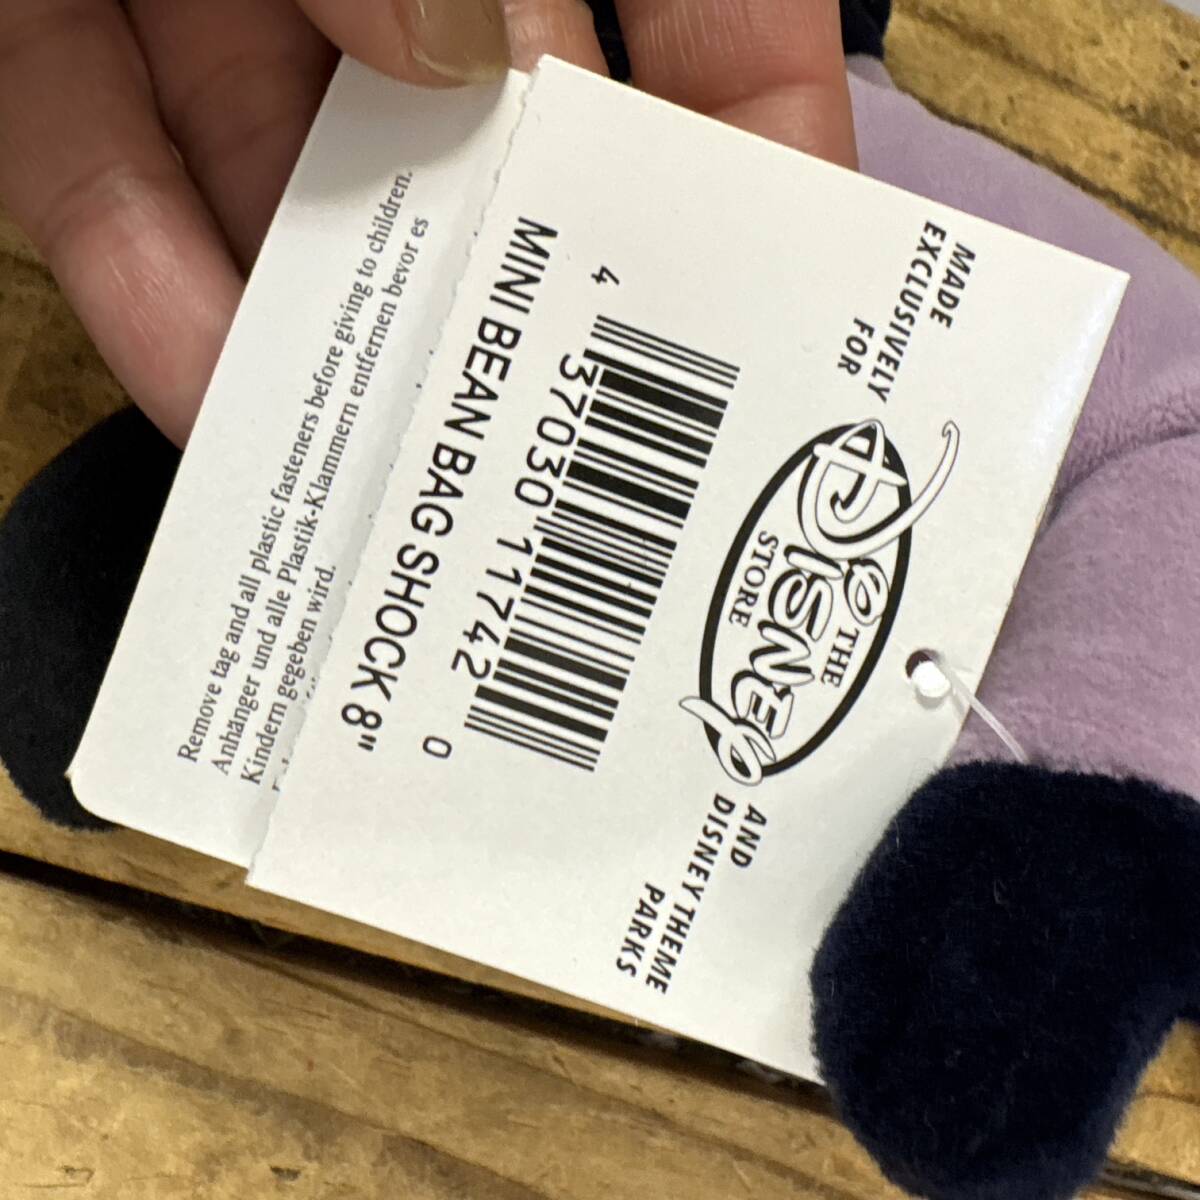 MADE
EXCLUSIVELY
FOR
THE
DISNEY
STORE
AND
DISNEY THEME
PARKS
4 37030 11742 0
MINI BEAN BAG SHOCK 8"
Remove tag and all plastic fasteners before giving to children.
Anhänger und alle Plastik-Klammern entfernen bevor es
Kindern gegeben wird.